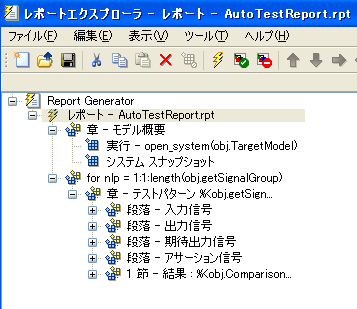 レポートエクスプローラ - レポート - AutoTestReport.rpt
ファイル(F) 編集(E) 表示(V) ツール(T) ヘルプ(H)
Report Generator
レポート - AutoTestReport.rpt
章 - モデル概要
実行 - open_system(obj.TargetModel)
システム スナップショット
for nlp = 1:1:length(obj.getSignalGroup)
章 - テストパターン %<obj.getSign...
段落 - 入力信号
段落 - 出力信号
段落 - 期待出力信号
段落 - アサーション信号
1 節 - 結果 : %<obj.Comparison...